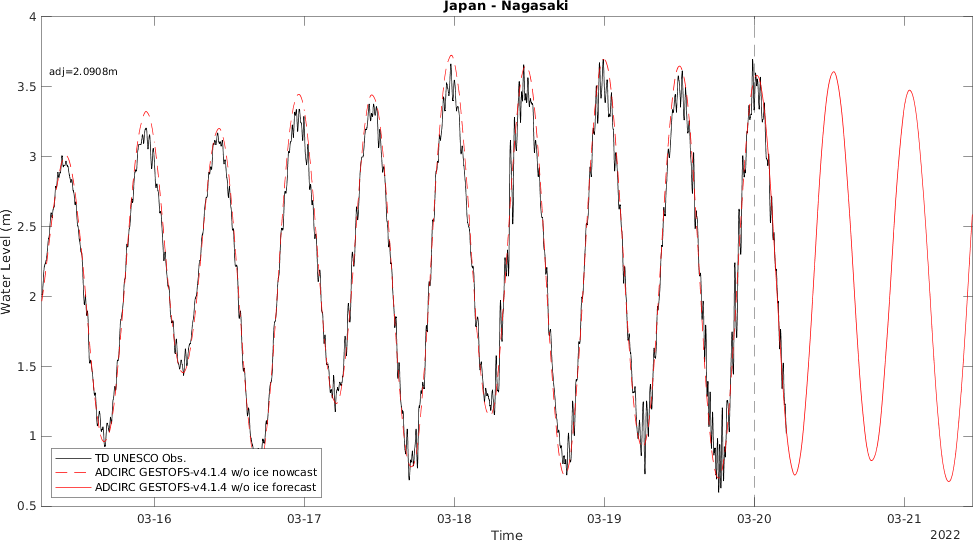 Japan - Nagasaki
adj=2.0908m
4
3.5
3
2.5
2
1.5
1
0.5
Water Level (m)
TD UNESCO Obs.
ADCIRC GESTOFS-v4.1.4 w/o ice nowcast
ADCIRC GESTOFS-v4.1.4 w/o ice forecast
03-16 03-17 03-18 03-19 03-20 03-21
Time
2022